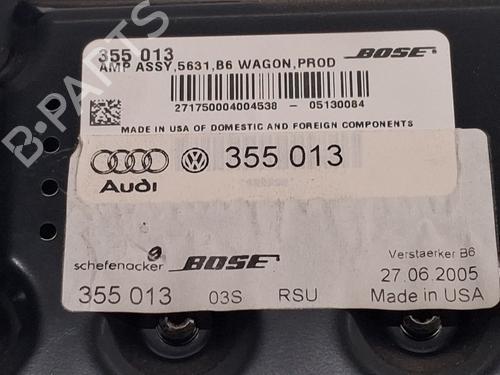 355 013 BOSE
AMP ASSY,5631,B6 WAGON,PROD
271750004004538 - 05130084
MADE IN USA OF DOMESTIC AND FOREIGN COMPONENTS
355 013
Audi
schefenacker BOSE Verstaerker B6
27.06.2005
355 013 03S RSU Made in USA